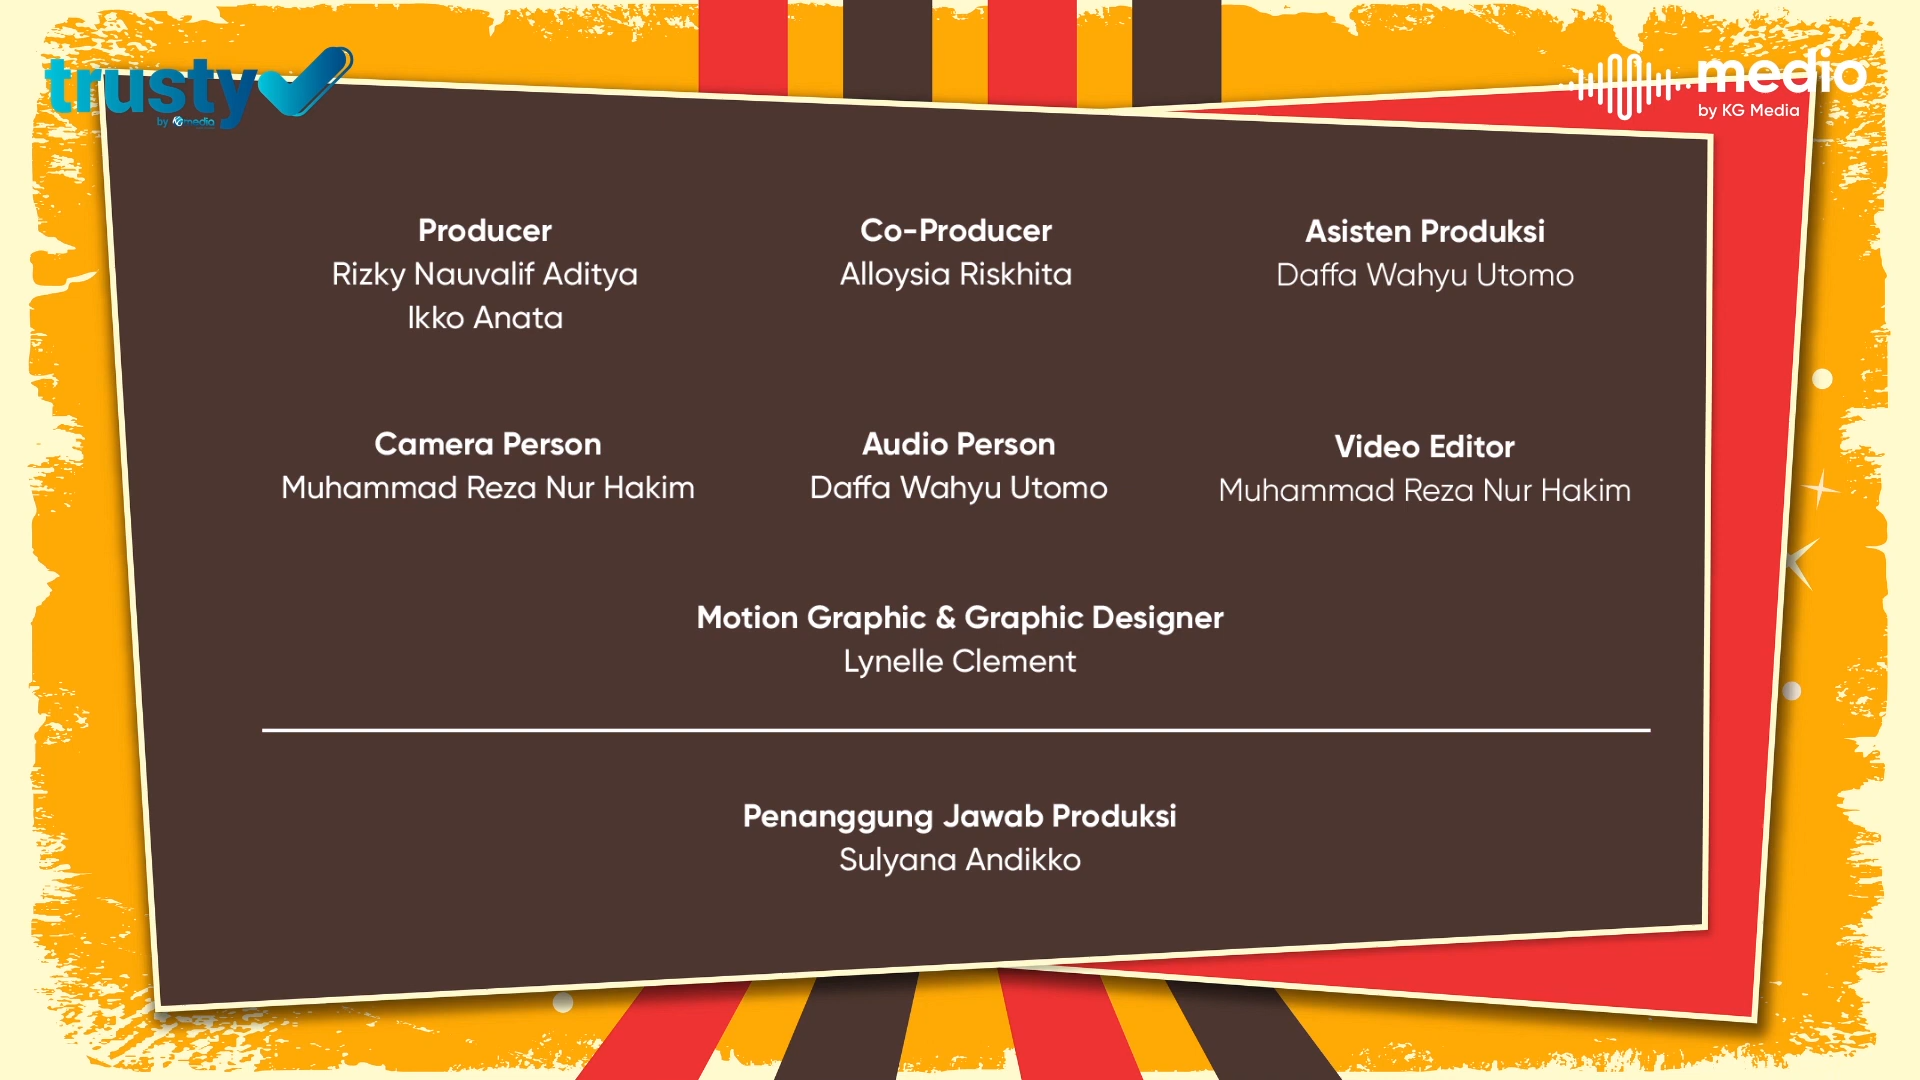 trusty
by KG media
medio
by KG Media
Producer
Rizky Nauvalif Aditya
Ikko Anata
Co-Producer
Alloysia Riskhita
Asisten Produksi
Daffa Wahyu Utomo
Camera Person
Muhammad Reza Nur Hakim
Audio Person
Daffa Wahyu Utomo
Video Editor
Muhammad Reza Nur Hakim
Motion Graphic & Graphic Designer
Lynelle Clement
Penanggung Jawab Produksi
Sulyana Andikko